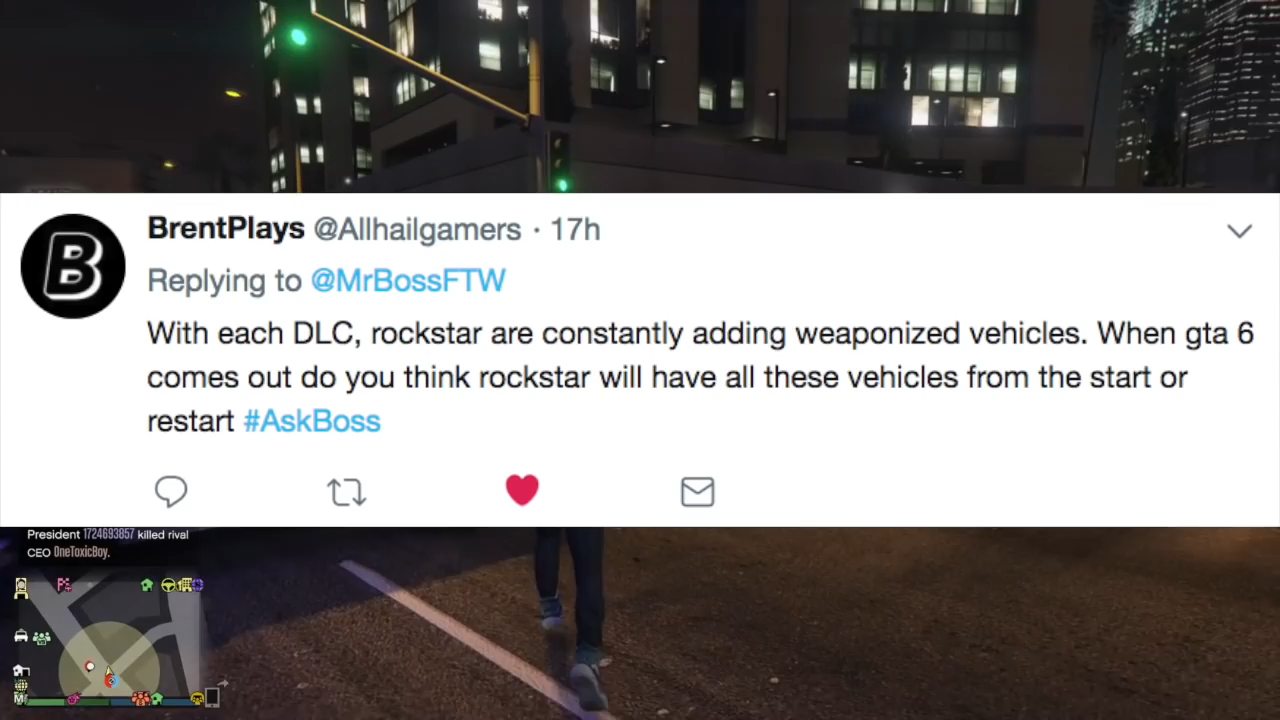 B
BrentPlays @Allhailgamers · 17h
Replying to @MrBossFTW
With each DLC, rockstar are constantly adding weaponized vehicles. When gta 6
comes out do you think rockstar will have all these vehicles from the start or
restart #AskBoss
President 1724693857 killed rival
CEO OneToxicBoy.
M